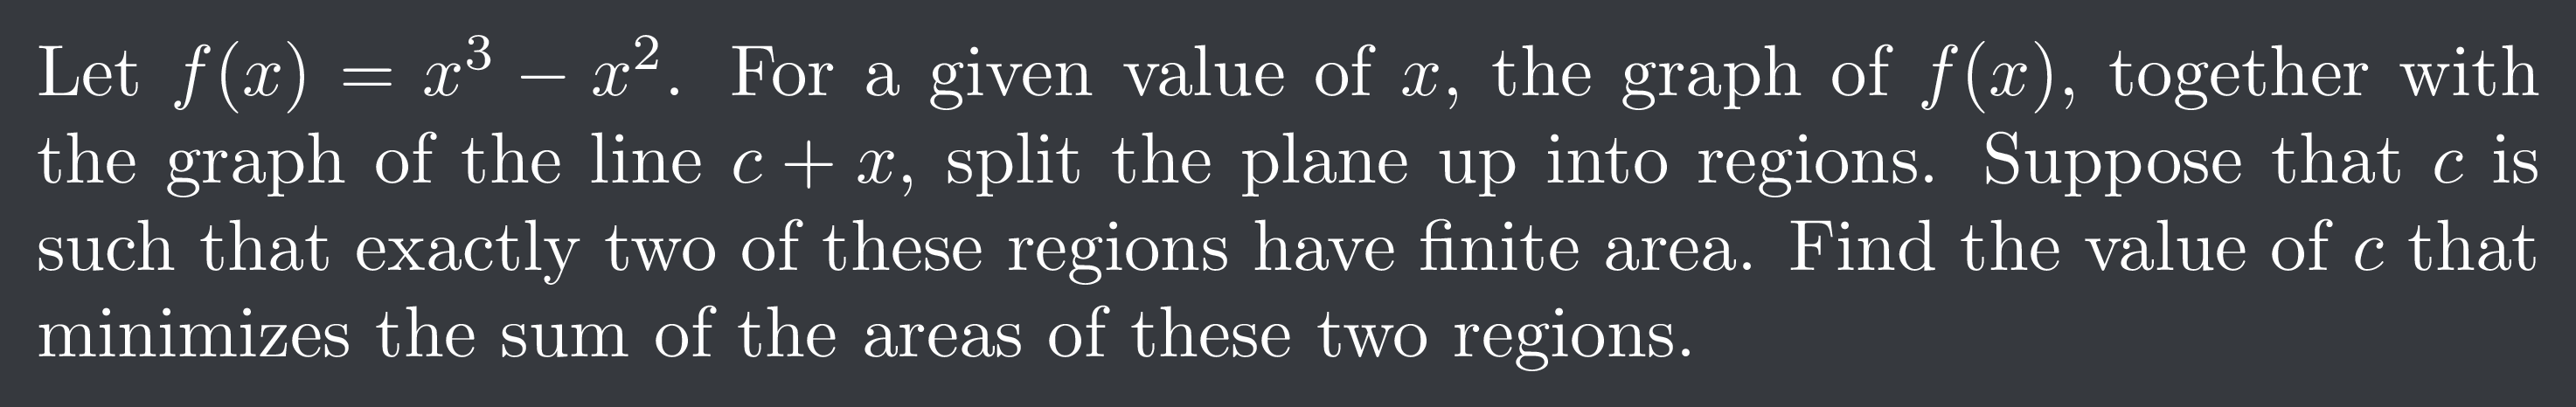 Let f(x) = x³ − x². For a given value of x, the graph of f(x), together with
the graph of the line c + x, split the plane up into regions. Suppose that c is
such that exactly two of these regions have finite area. Find the value of c that
minimizes the sum of the areas of these two regions.